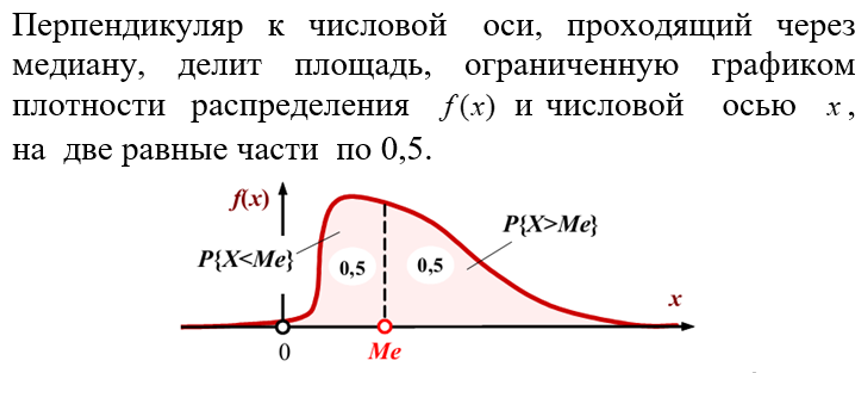 Перпендикуляр к числовой оси, проходящий через
медиану, делит площадь, ограниченную графиком
плотности распределения f(x) и числовой осью x,
на две равные части по 0,5.
f(x)
P{X>Me}
P{X<Me}
0,5
0,5
x
0
Me